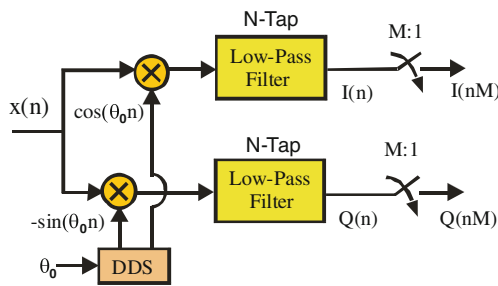 N-Tap
M:1
Low-Pass
Filter
x(n)
I(n)
I(nM)
cos(θ₀n)
N-Tap
M:1
Low-Pass
Filter
-sin(θ₀n)
Q(n)
Q(nM)
θ₀
DDS